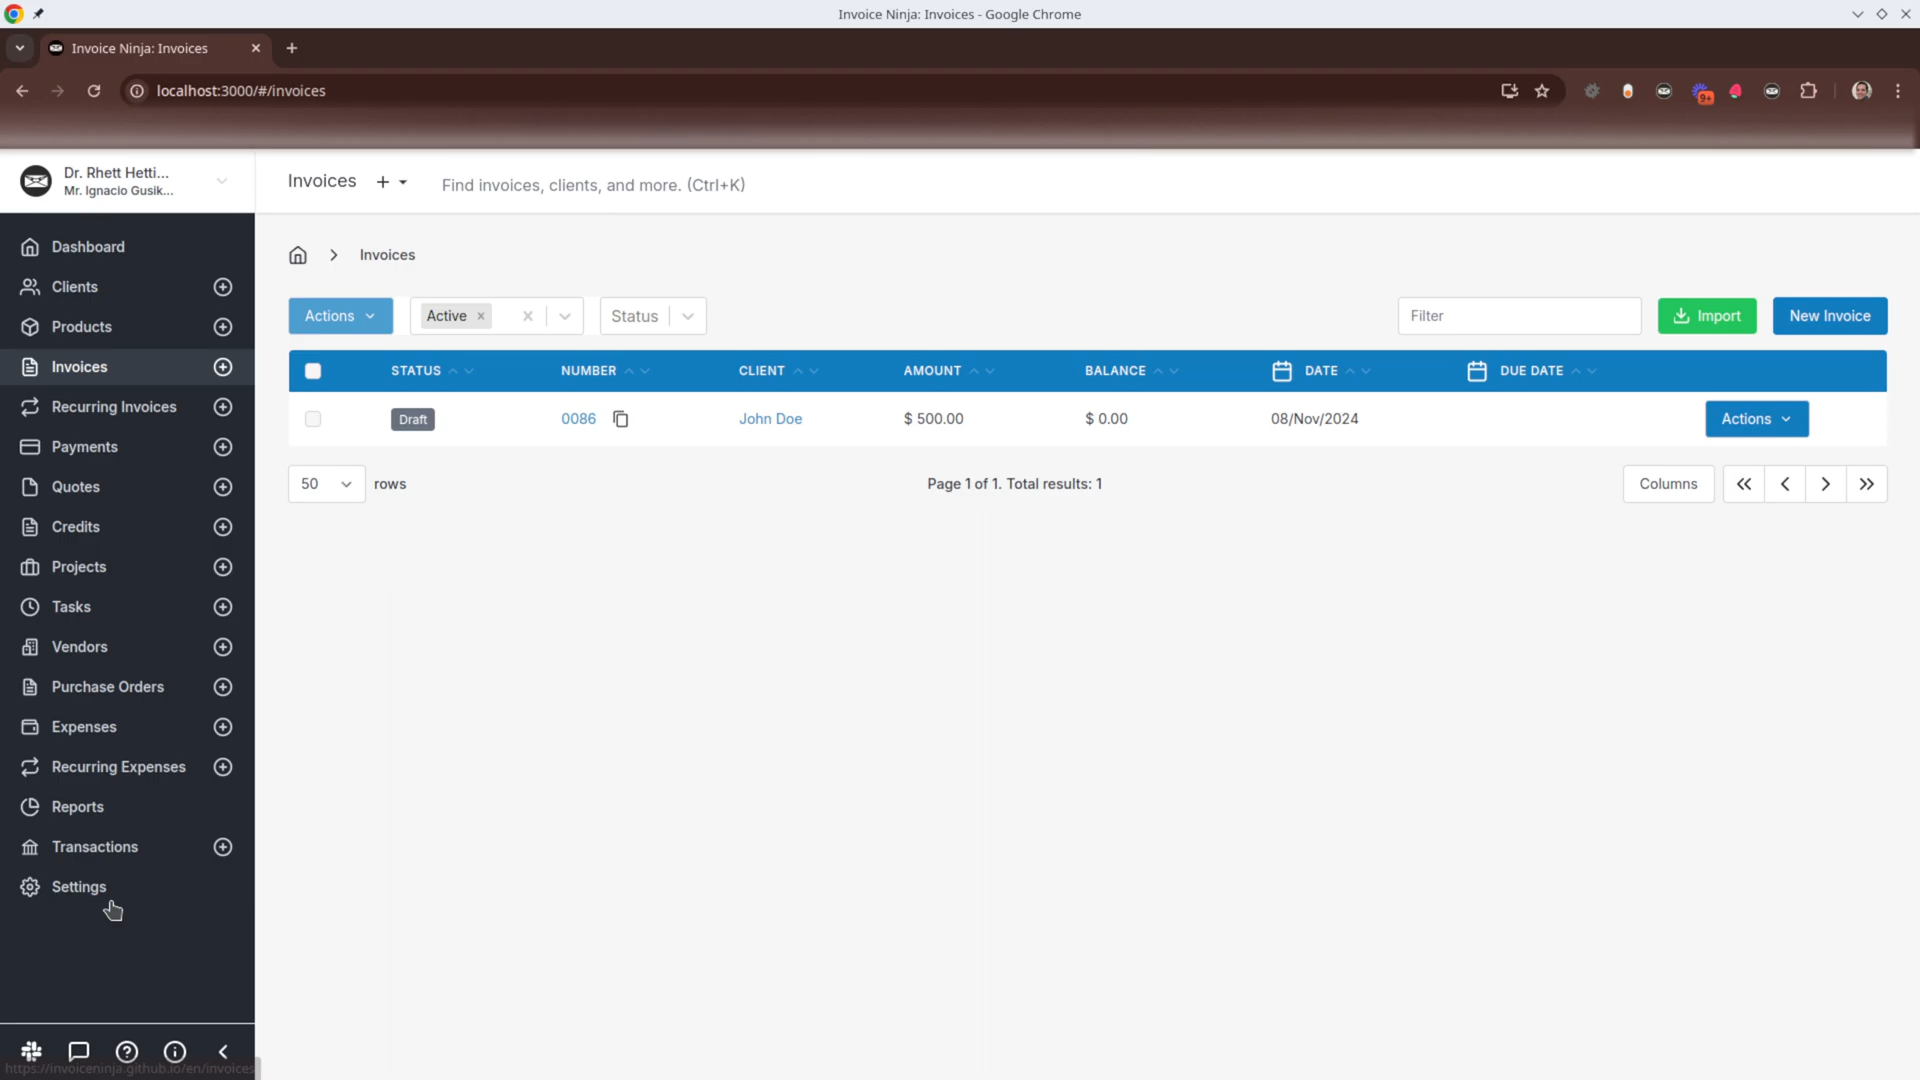 Invoice Ninja: Invoices - Google Chrome
Invoice Ninja: Invoices
localhost:3000/#/invoices
9+
Dr. Rhett Hetti...
Mr. Ignacio Gusik...
Invoices
Find invoices, clients, and more. (Ctrl+K)
Dashboard
Clients
Products
Invoices
Recurring Invoices
Payments
Quotes
Credits
Projects
Tasks
Vendors
Purchase Orders
Expenses
Recurring Expenses
Reports
Transactions
Settings
https://invoiceninja.github.io/en/invoices
Invoices
Actions Active Status Filter Import New Invoice
STATUS NUMBER CLIENT AMOUNT BALANCE DATE DUE DATE
Draft 0086 John Doe $ 500.00 $ 0.00 08/Nov/2024 Actions
50 rows Page 1 of 1. Total results: 1 Columns